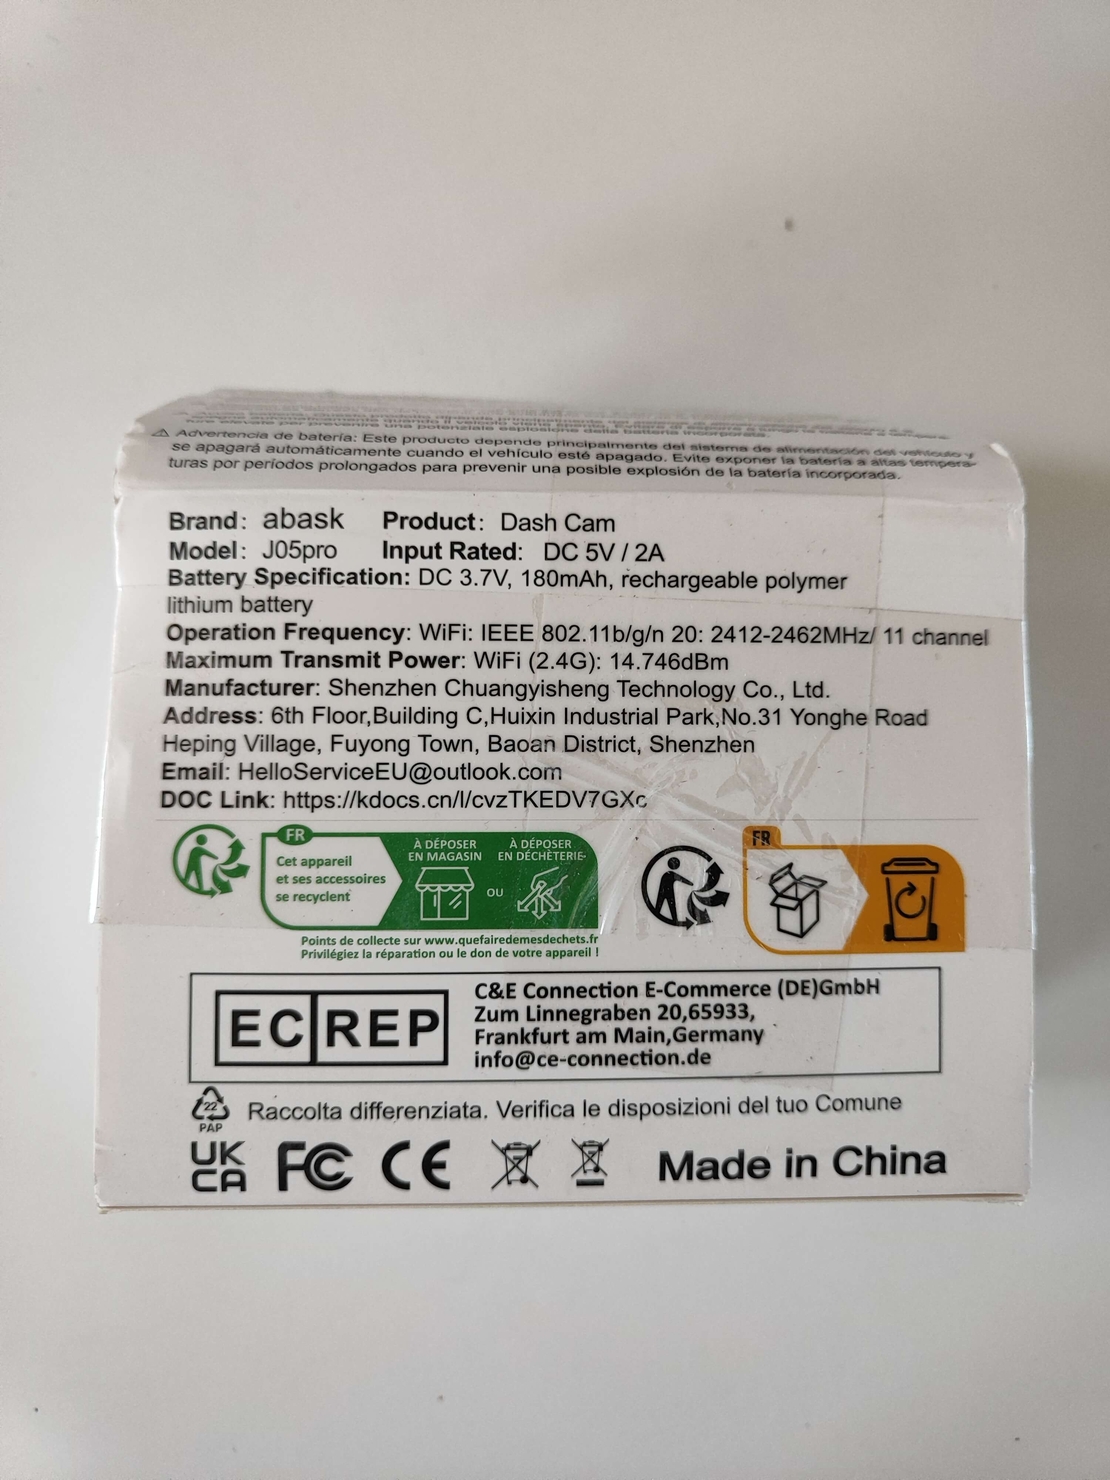 ⚠ Advertencia de batería: Este producto depende principalmente del sistema de alimentación del vehículo y
se apagará automáticamente cuando el vehículo esté apagado. Evite exponer la batería a altas tempera-
turas por períodos prolongados para prevenir una posible explosión de la batería incorporada.
Brand: abask Product: Dash Cam
Model: J05pro Input Rated: DC 5V / 2A
Battery Specification: DC 3.7V, 180mAh, rechargeable polymer
lithium battery
Operation Frequency: WiFi: IEEE 802.11b/g/n 20: 2412-2462MHz/ 11 channel
Maximum Transmit Power: WiFi (2.4G): 14.746dBm
Manufacturer: Shenzhen Chuangyisheng Technology Co., Ltd.
Address: 6th Floor,Building C,Huixin Industrial Park,No.31 Yonghe Road
Heping Village, Fuyong Town, Baoan District, Shenzhen
Email: HelloServiceEU@outlook.com
DOC Link: https://kdocs.cn/l/cvzTKEDV7GXc
FR
Cet appareil
et ses accessoires
se recyclent
À DÉPOSER
EN MAGASIN
OU
À DÉPOSER
EN DÉCHÈTERIE
Points de collecte sur www.quefairedemesdechets.fr
Privilégiez la réparation ou le don de votre appareil !
FR
EC REP
C&E Connection E-Commerce (DE)GmbH
Zum Linnegraben 20,65933,
Frankfurt am Main,Germany
info@ce-connection.de
22
PAP
Raccolta differenziata. Verifica le disposizioni del tuo Comune
UK
CA
FC CE
Made in China